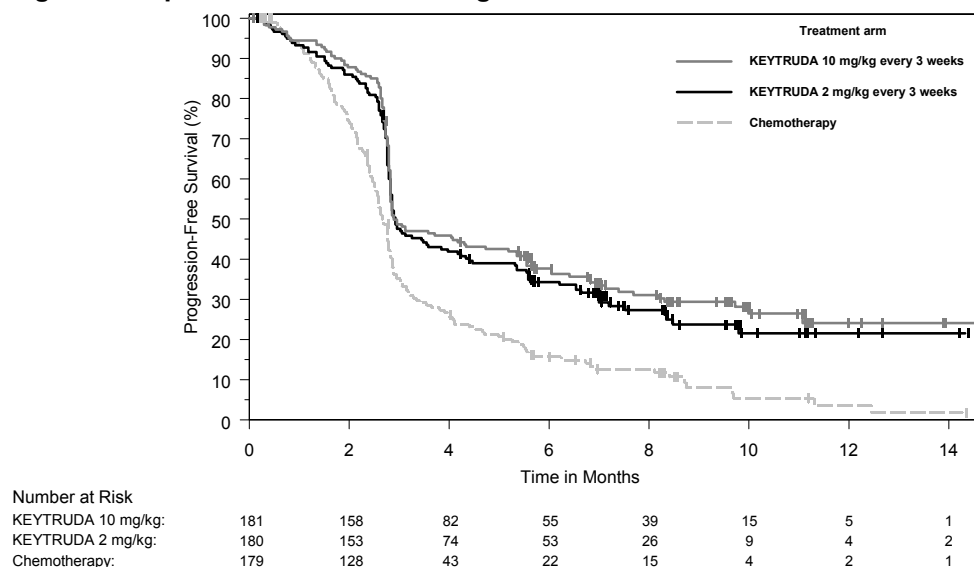 100
90
80
70
60
50
40
30
20
10
0
Progression-Free Survival (%)
Treatment arm
KEYTRUDA 10 mg/kg every 3 weeks
KEYTRUDA 2 mg/kg every 3 weeks
Chemotherapy
0 2 4 6 8 10 12 14
Time in Months
Number at Risk
KEYTRUDA 10 mg/kg: 181 158 82 55 39 15 5 1
KEYTRUDA 2 mg/kg: 180 153 74 53 26 9 4 2
Chemotherapy: 179 128 43 22 15 4 2 1